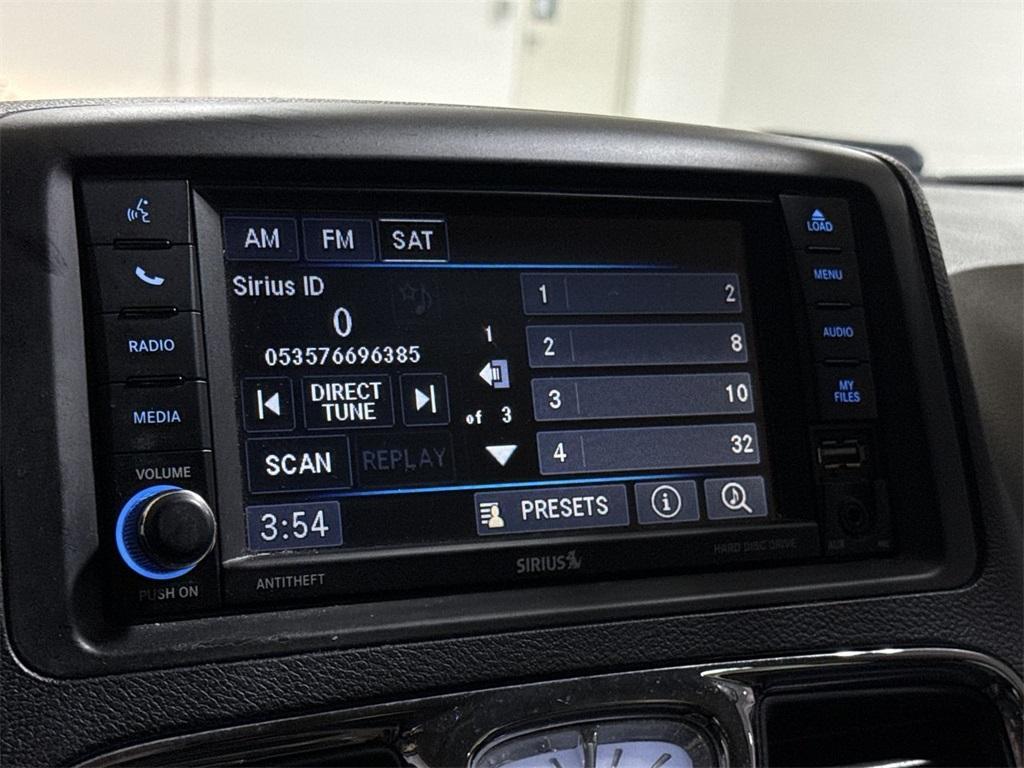 AM FM SAT
LOAD
Sirius ID
0
053576696385
1 2
MENU
RADIO
1
of 3
2 8
AUDIO
DIRECT
TUNE
3 10
MY
FILES
MEDIA
SCAN REPLAY
4 32
VOLUME
3:54
PRESETS
PUSH ON
ANTITHEFT
SIRIUS
HARD DISC DRIVE
AUX